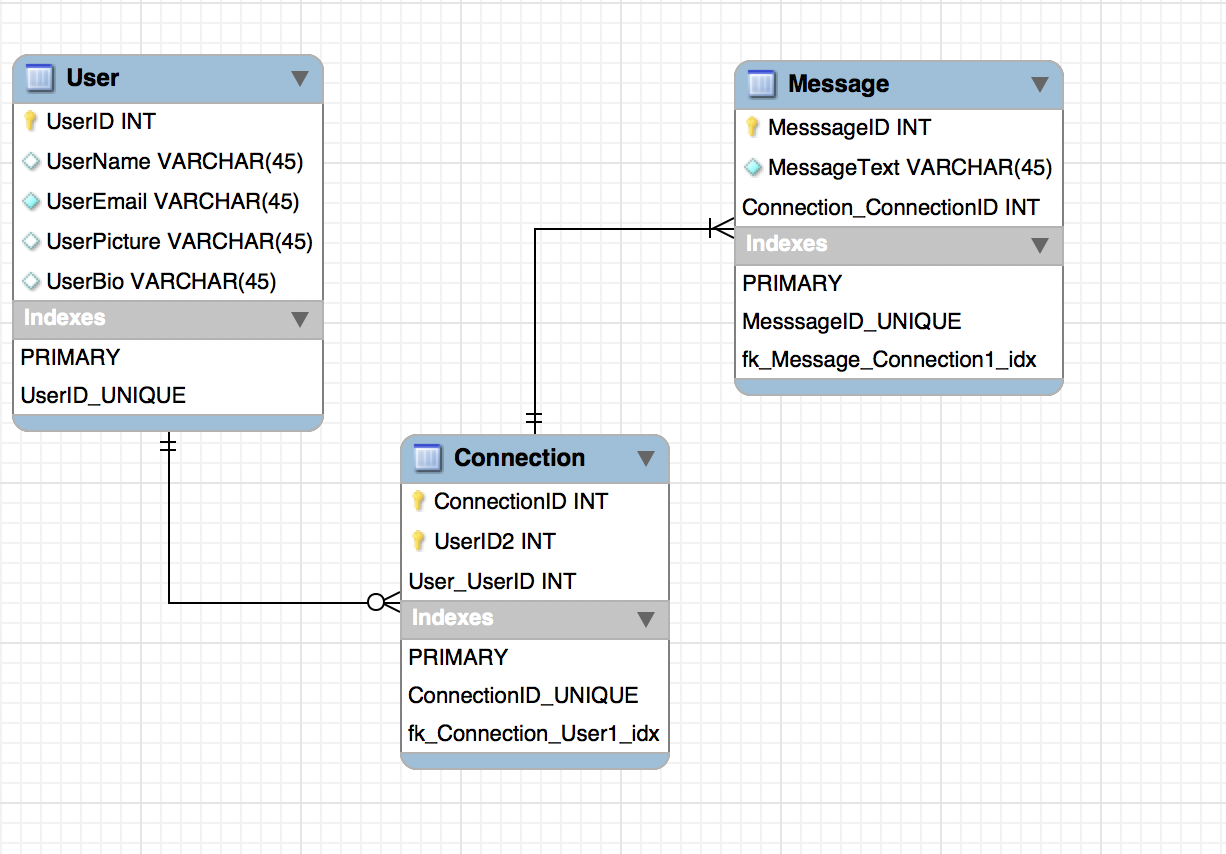 User
UserID INT
UserName VARCHAR(45)
UserEmail VARCHAR(45)
UserPicture VARCHAR(45)
UserBio VARCHAR(45)
Indexes
PRIMARY
UserID_UNIQUE
Message
MesssageID INT
MessageText VARCHAR(45)
Connection_ConnectionID INT
Indexes
PRIMARY
MesssageID_UNIQUE
fk_Message_Connection1_idx
Connection
ConnectionID INT
UserID2 INT
User_UserID INT
Indexes
PRIMARY
ConnectionID_UNIQUE
fk_Connection_User1_idx